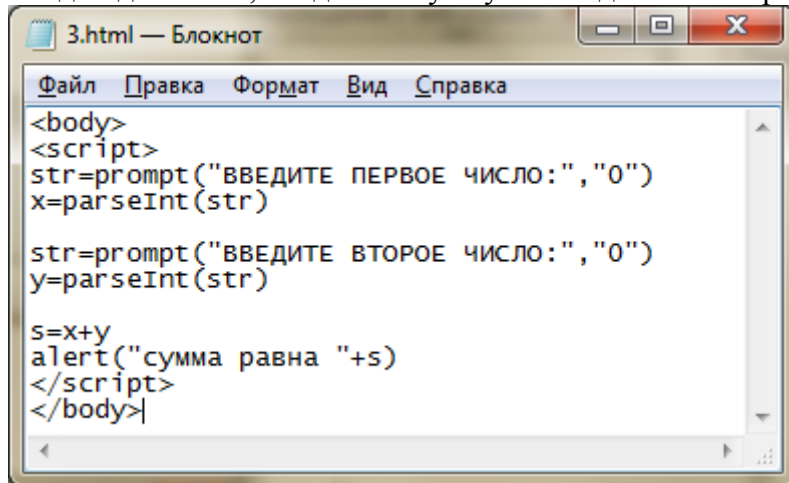 3.html — Блокнот
Файл Правка Формат Вид Справка
<body>
<script>
str=prompt("ВВЕДИТЕ ПЕРВОЕ ЧИСЛО:","0")
x=parseInt(str)
str=prompt("ВВЕДИТЕ ВТОРОЕ ЧИСЛО:","0")
y=parseInt(str)
s=x+y
alert("сумма равна "+s)
</script>
</body>